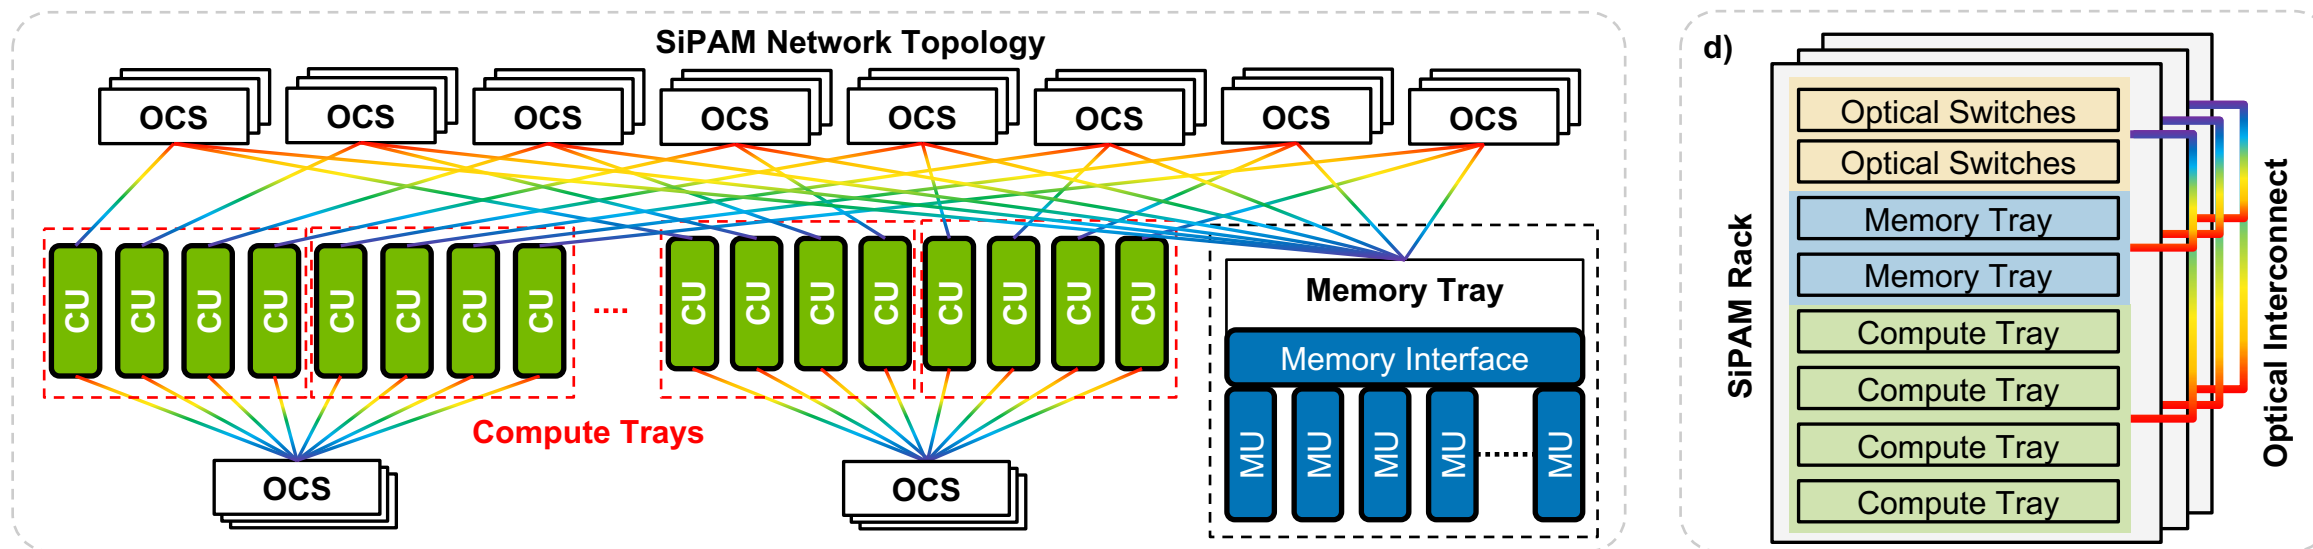 SiPAM Network Topology
OCS OCS OCS OCS OCS OCS OCS OCS
CU CU CU CU CU CU CU CU .... CU CU CU CU CU CU CU CU
Memory Tray
Memory Interface
MU MU MU MU MU
Compute Trays
OCS OCS
d)
SiPAM Rack
Optical Switches
Optical Switches
Memory Tray
Memory Tray
Compute Tray
Compute Tray
Compute Tray
Compute Tray
Optical Interconnect